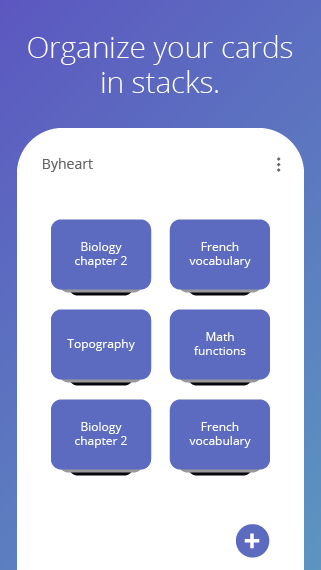 Organize your cards
in stacks.
Byheart
Biology
chapter 2
French
vocabulary
Topography
Math
functions
Biology
chapter 2
French
vocabulary